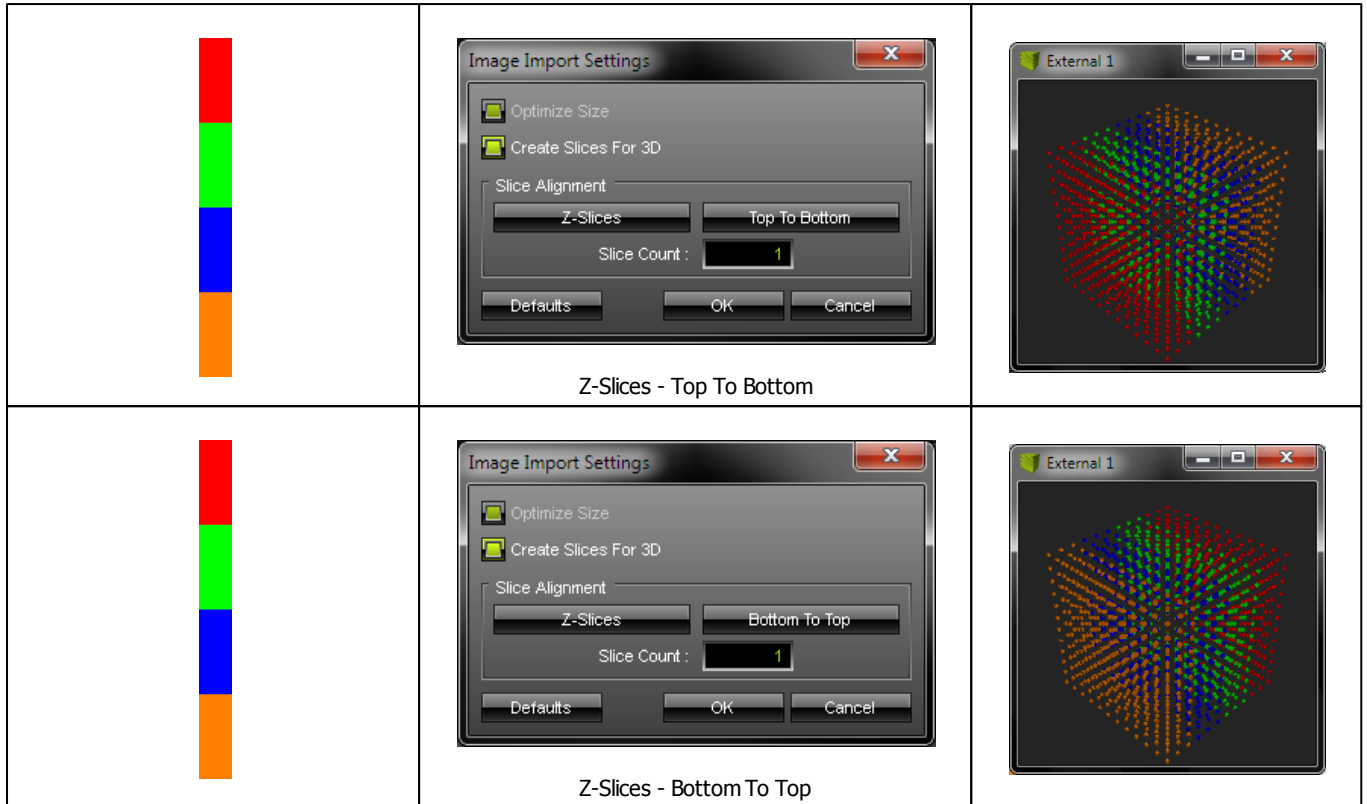 Image Import Settings
Optimize Size
Create Slices For 3D
Slice Alignment
Z-Slices
Top To Bottom
Slice Count :
1
Defaults
OK
Cancel
Z-Slices - Top To Bottom
External 1
Image Import Settings
Optimize Size
Create Slices For 3D
Slice Alignment
Z-Slices
Bottom To Top
Slice Count :
1
Defaults
OK
Cancel
Z-Slices - Bottom To Top
External 1